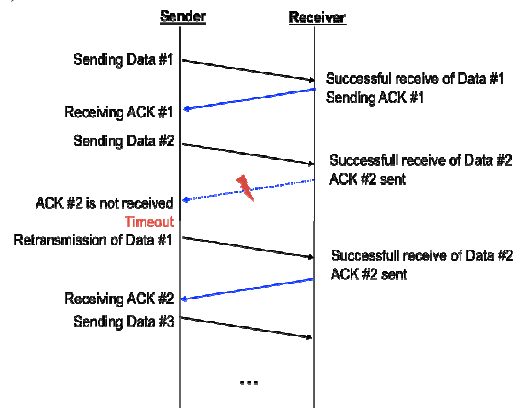 Sender Receiver
Sending Data #1
Successful receive of Data #1
Sending ACK #1
Receiving ACK #1
Sending Data #2
Successfull receive of Data #2
ACK #2 sent
ACK #2 is not received
Timeout
Retransmission of Data #1
Successfull receive of Data #2
ACK #2 sent
Receiving ACK #2
Sending Data #3
...